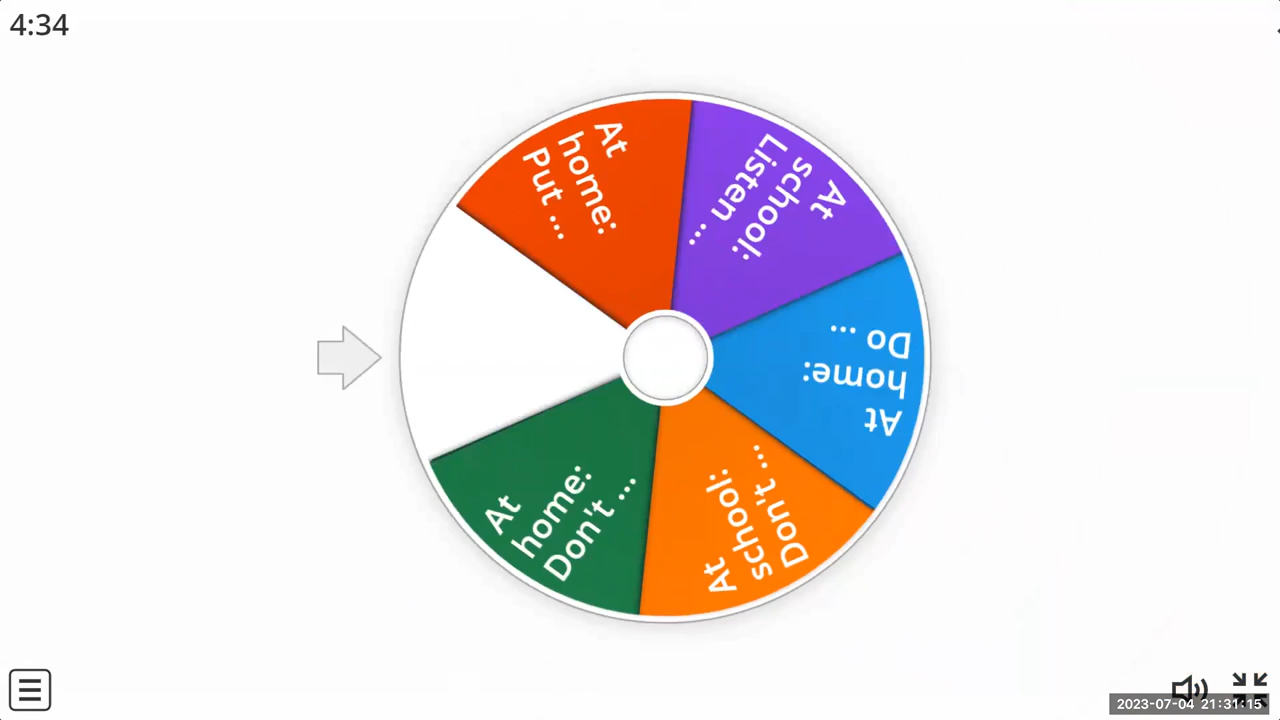 4:34
At
home:
Put ...
At
school:
Listen ...
At
home:
Do ...
At
school:
Don't ...
At
home:
Don't ...
2023-07-04 21:31:15